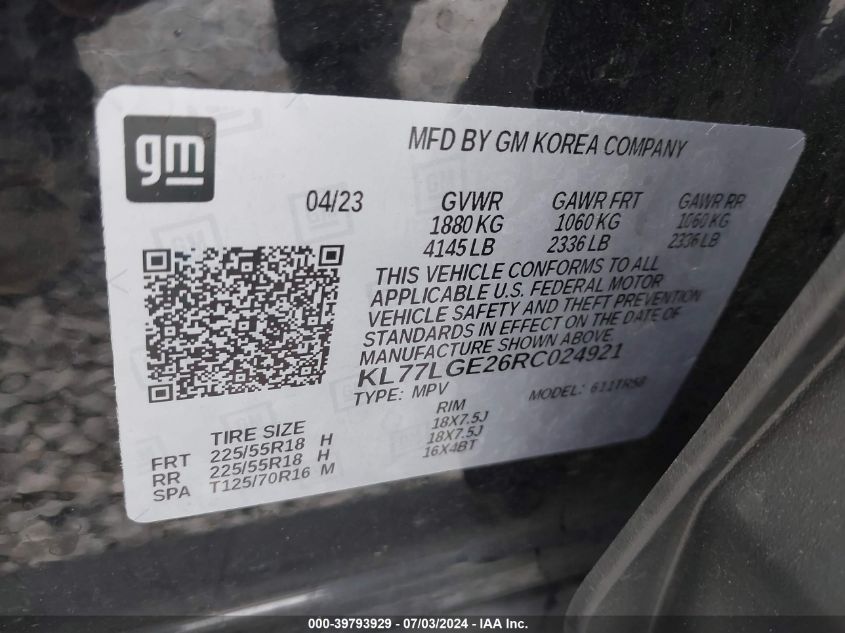 gm
MFD BY GM KOREA COMPANY
04/23 GVWR GAWR FRT GAWR RR
1880 KG 1060 KG 1060 KG
4145 LB 2336 LB 2336 LB
THIS VEHICLE CONFORMS TO ALL
APPLICABLE U.S. FEDERAL MOTOR
VEHICLE SAFETY AND THEFT PREVENTION
STANDARDS IN EFFECT ON THE DATE OF
MANUFACTURE SHOWN ABOVE.
KL77LGE26RC024921
TYPE: MPV MODEL: 611TR58
TIRE SIZE RIM
FRT 225/55R18 H 18X7.5J
RR 225/55R18 H 18X7.5J
SPA T125/70R16 M 16X4BT
000-39793929 - 07/03/2024 - IAA Inc.